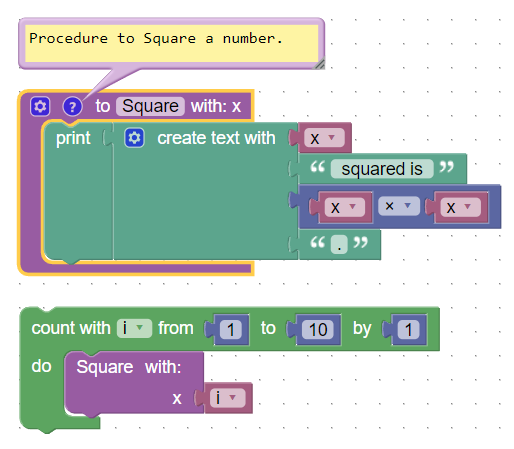 Procedure to Square a number.
? to Square with: x
print create text with x
“ squared is ”
x × x
“ . ”
count with i from 1 to 10 by 1
do Square with:
x i